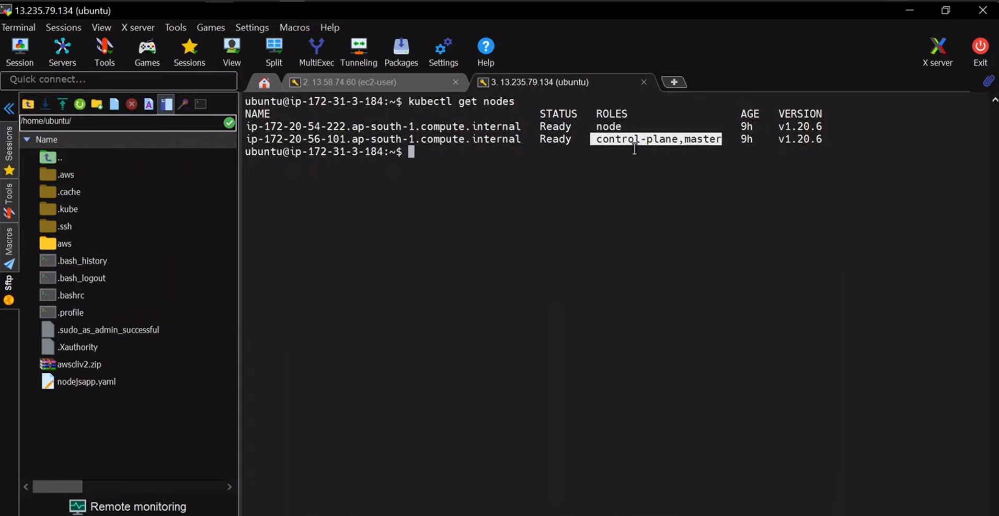 13.235.79.134 (ubuntu)
Terminal Sessions View X server Tools Games Settings Macros Help
Session Servers Tools Games Sessions View Split MultiExec Tunneling Packages Settings Help X server Exit
Quick connect...
2. 13.58.74.60 (ec2-user)
3. 13.235.79.134 (ubuntu)
/home/ubuntu/
Name
..
.aws
.cache
.kube
.ssh
aws
.bash_history
.bash_logout
.bashrc
.profile
.sudo_as_admin_successful
.Xauthority
awscliv2.zip
nodejsapp.yaml
Remote monitoring
Sessions
Tools
Macros
Sftp
ubuntu@ip-172-31-3-184:~$ kubectl get nodes
NAME STATUS ROLES AGE VERSION
ip-172-20-54-222.ap-south-1.compute.internal Ready node 9h v1.20.6
ip-172-20-56-101.ap-south-1.compute.internal Ready control-plane,master 9h v1.20.6
ubuntu@ip-172-31-3-184:~$